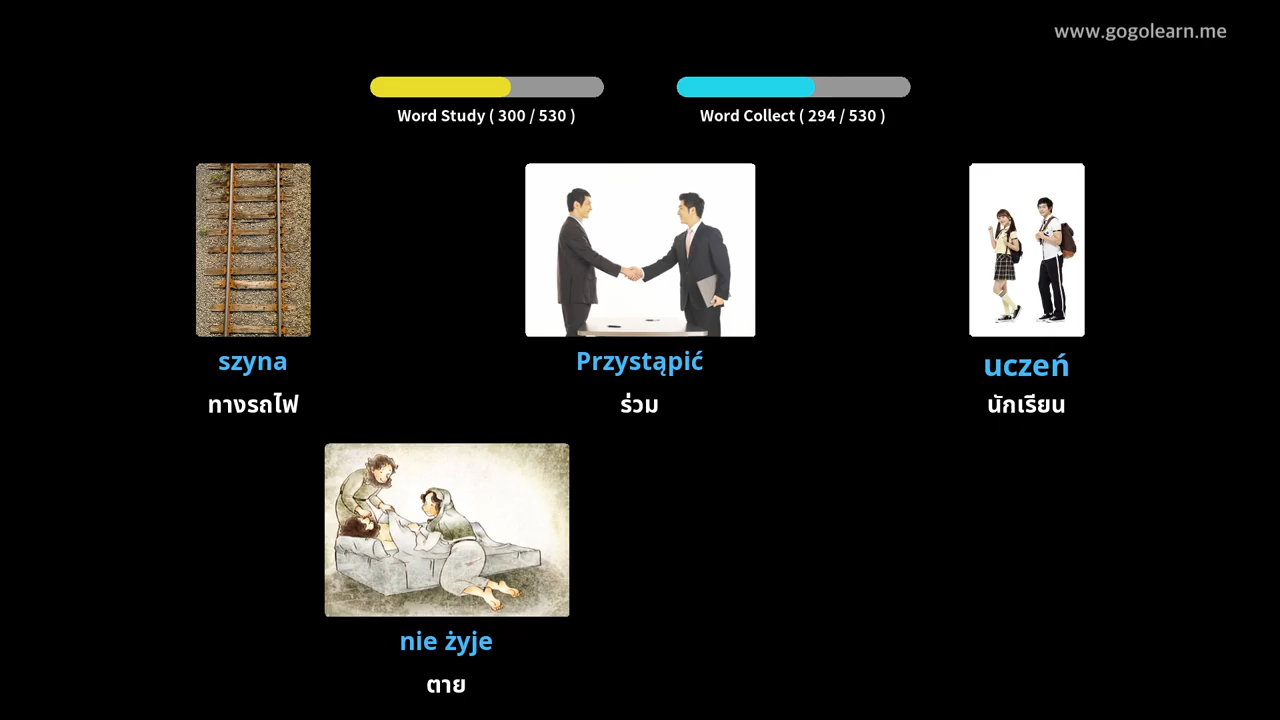 www.gogolearn.me
Word Study ( 300 / 530 )
Word Collect ( 294 / 530 )
szyna
Przystąpić
uczeń
ทางรถไฟ
ร่วม
นักเรียน
nie żyje
ตาย